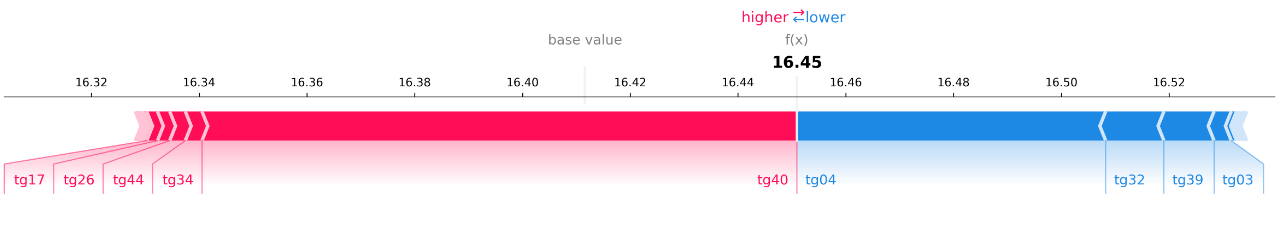 higher ⇄ lower
base value f(x)
16.45
16.32 16.34 16.36 16.38 16.40 16.42 16.44 16.46 16.48 16.50 16.52
tg17 tg26 tg44 tg34 tg40 tg04 tg32 tg39 tg03